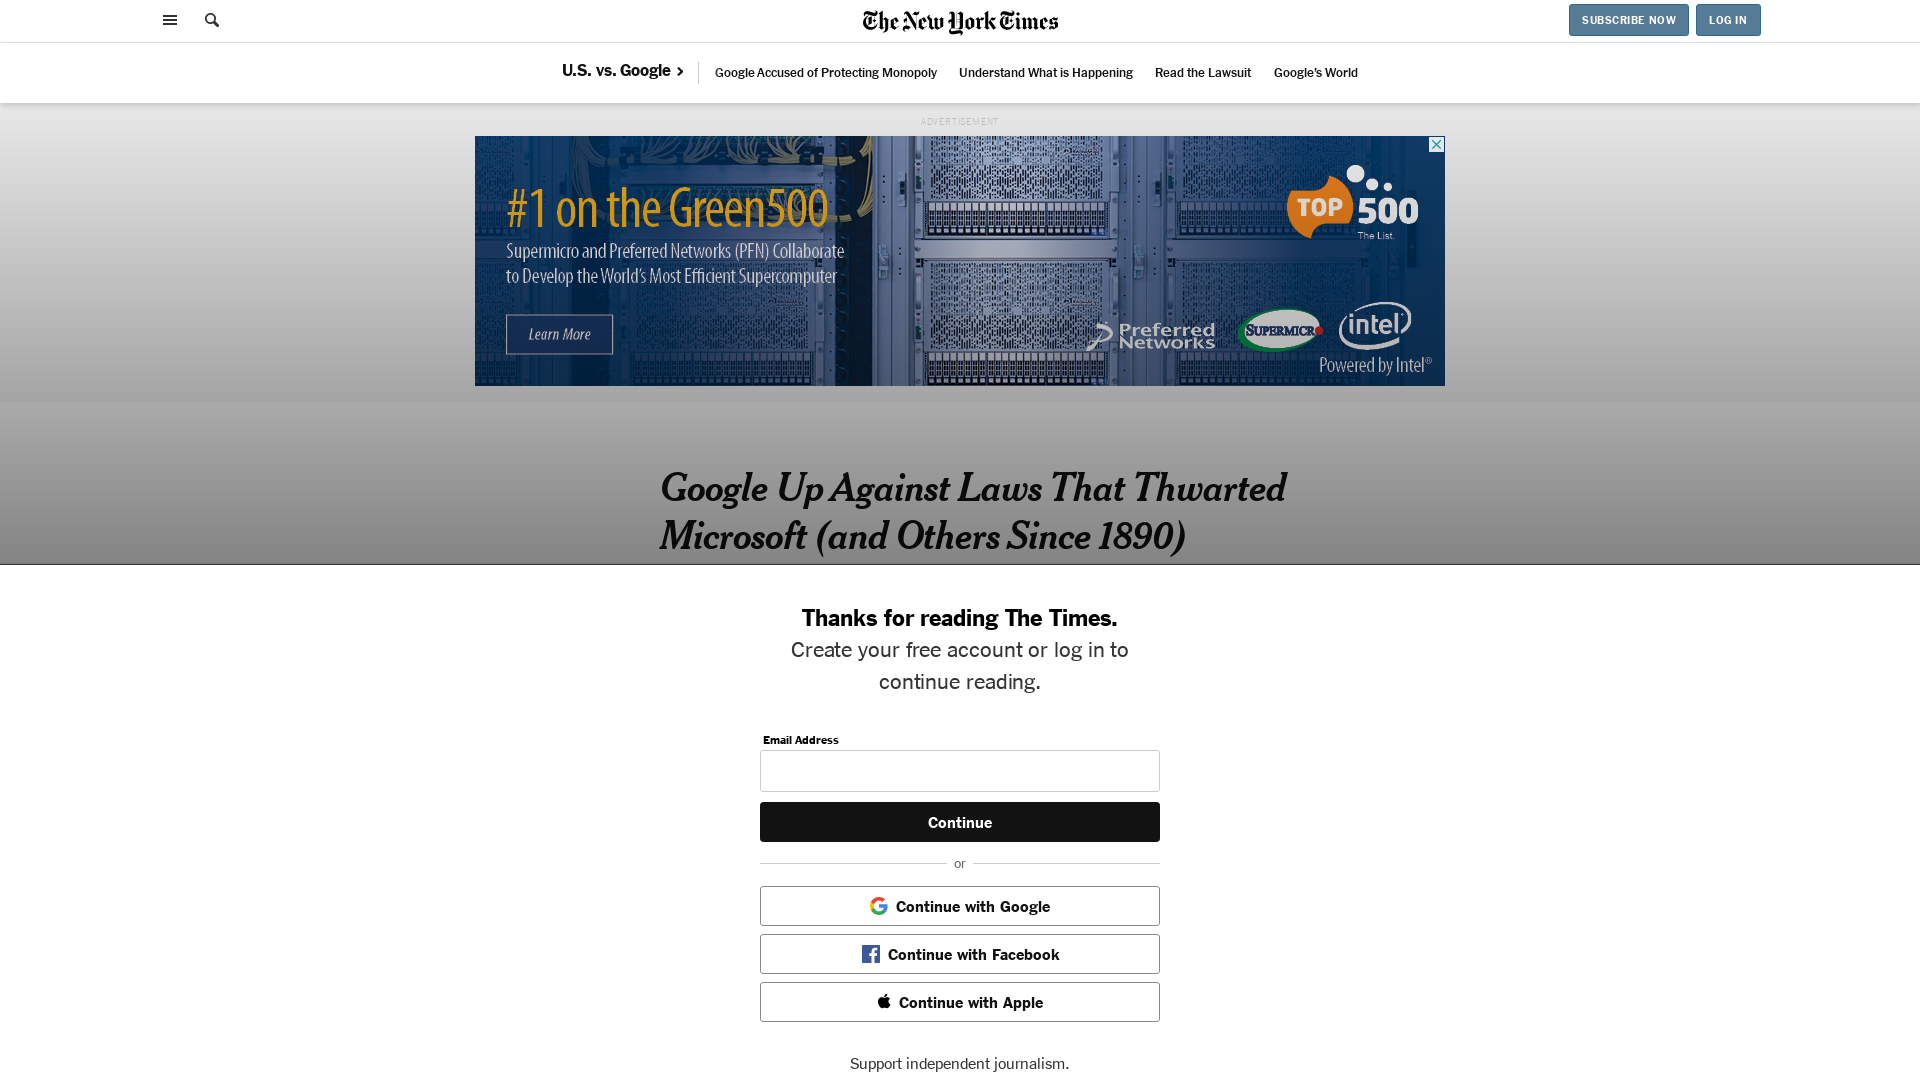 The New York Times
SUBSCRIBE NOW
LOG IN
U.S. vs. Google
Google Accused of Protecting Monopoly
Understand What is Happening
Read the Lawsuit
Google's World
ADVERTISEMENT
#1 on the Green500
Supermicro and Preferred Networks (PFN) Collaborate
to Develop the World's Most Efficient Supercomputer
Learn More
TOP 500
The List.
Preferred
Networks
SUPERMICR
intel
Powered by Intel®
Google Up Against Laws That Thwarted
Microsoft (and Others Since 1890)
Thanks for reading The Times.
Create your free account or log in to
continue reading.
Email Address
Continue
or
Continue with Google
Continue with Facebook
Continue with Apple
Support independent journalism.